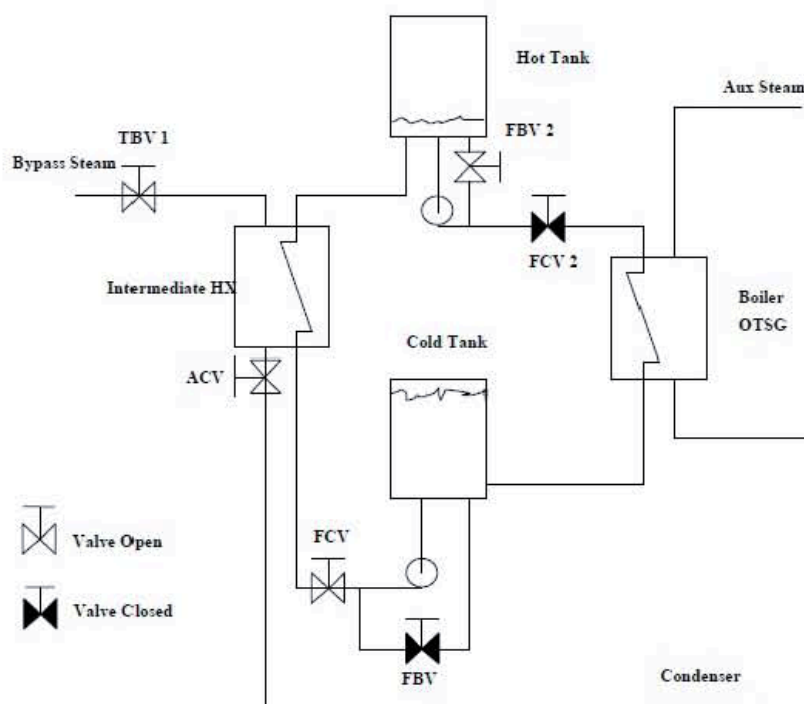 Hot Tank
Aux Steam
TBV 1
FBV 2
Bypass Steam
FCV 2
Intermediate HX
Boiler
OTSG
Cold Tank
ACV
FCV
Valve Open
Valve Closed
FBV
Condenser